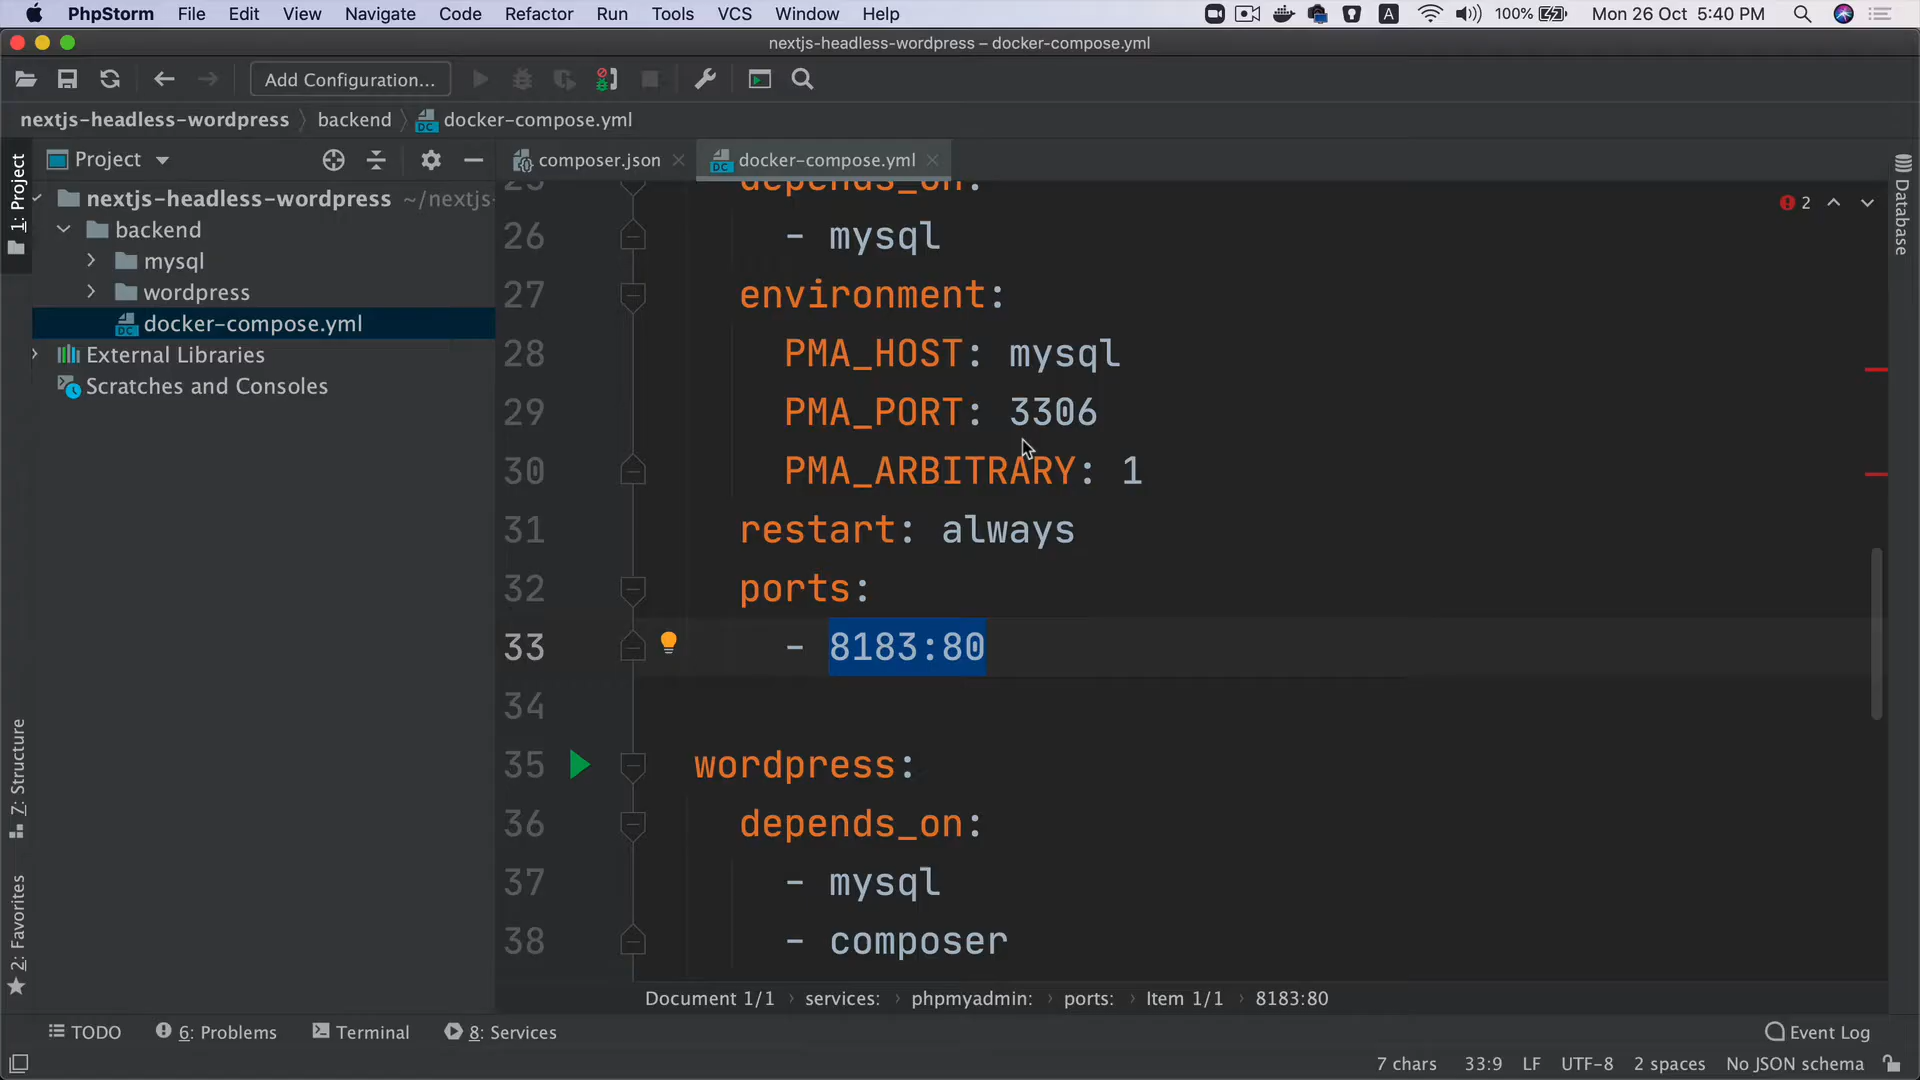 PhpStorm File Edit View Navigate Code Refactor Run Tools VCS Window Help A 100% Mon 26 Oct 5:40 PM
nextjs-headless-wordpress – docker-compose.yml
Add Configuration...
nextjs-headless-wordpress backend docker-compose.yml
Project composer.json docker-compose.yml
1: Project
nextjs-headless-wordpress ~/nextjs-
backend
mysql
wordpress
docker-compose.yml
External Libraries
Scratches and Consoles
2
Database
25 depends_on:
26 - mysql
27 environment:
28 PMA_HOST: mysql
29 PMA_PORT: 3306
30 PMA_ARBITRARY: 1
31 restart: always
32 ports:
33 - 8183:80
34
35 wordpress:
36 depends_on:
37 - mysql
38 - composer
7: Structure
2: Favorites
Document 1/1 › services: › phpmyadmin: › ports: › Item 1/1 › 8183:80
TODO 6: Problems Terminal 8: Services Event Log
7 chars 33:9 LF UTF-8 2 spaces No JSON schema